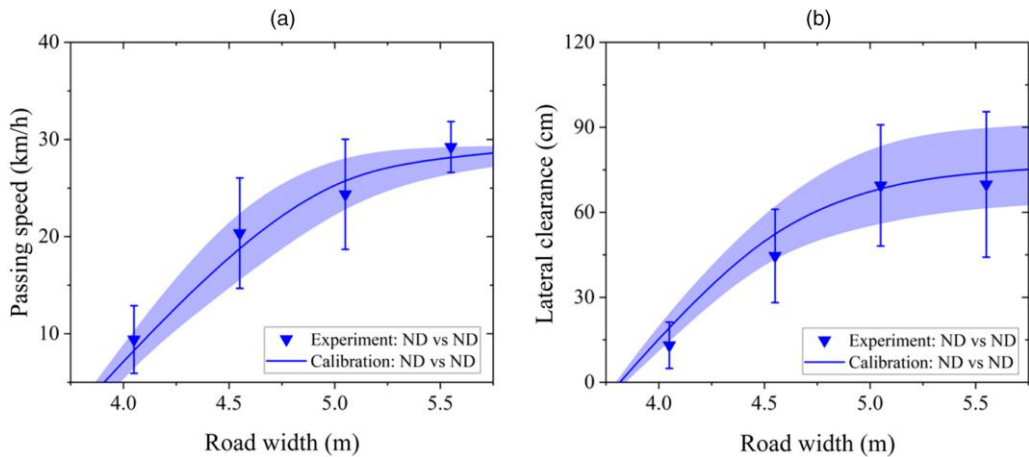 (a)
40
30
20
10
Passing speed (km/h)
4.0 4.5 5.0 5.5
Road width (m)
Experiment: ND vs ND
Calibration: ND vs ND
(b)
120
90
60
30
0
Lateral clearance (cm)
4.0 4.5 5.0 5.5
Road width (m)
Experiment: ND vs ND
Calibration: ND vs ND